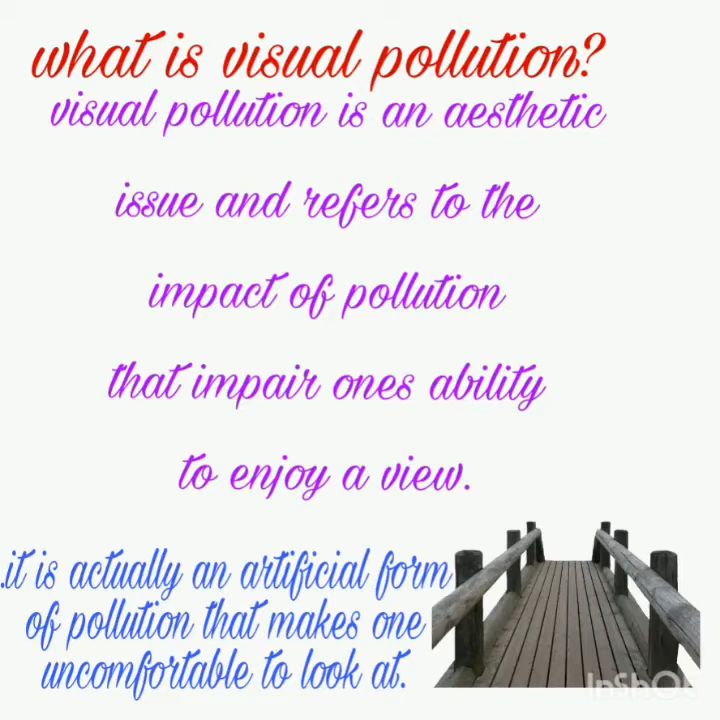 what is visual pollution?
visual pollution is an aesthetic
issue and refers to the
impact of pollution
that impair ones ability
to enjoy a view.
.it is actually an artificial form
of pollution that makes one
uncomfortable to look at.
InShOt